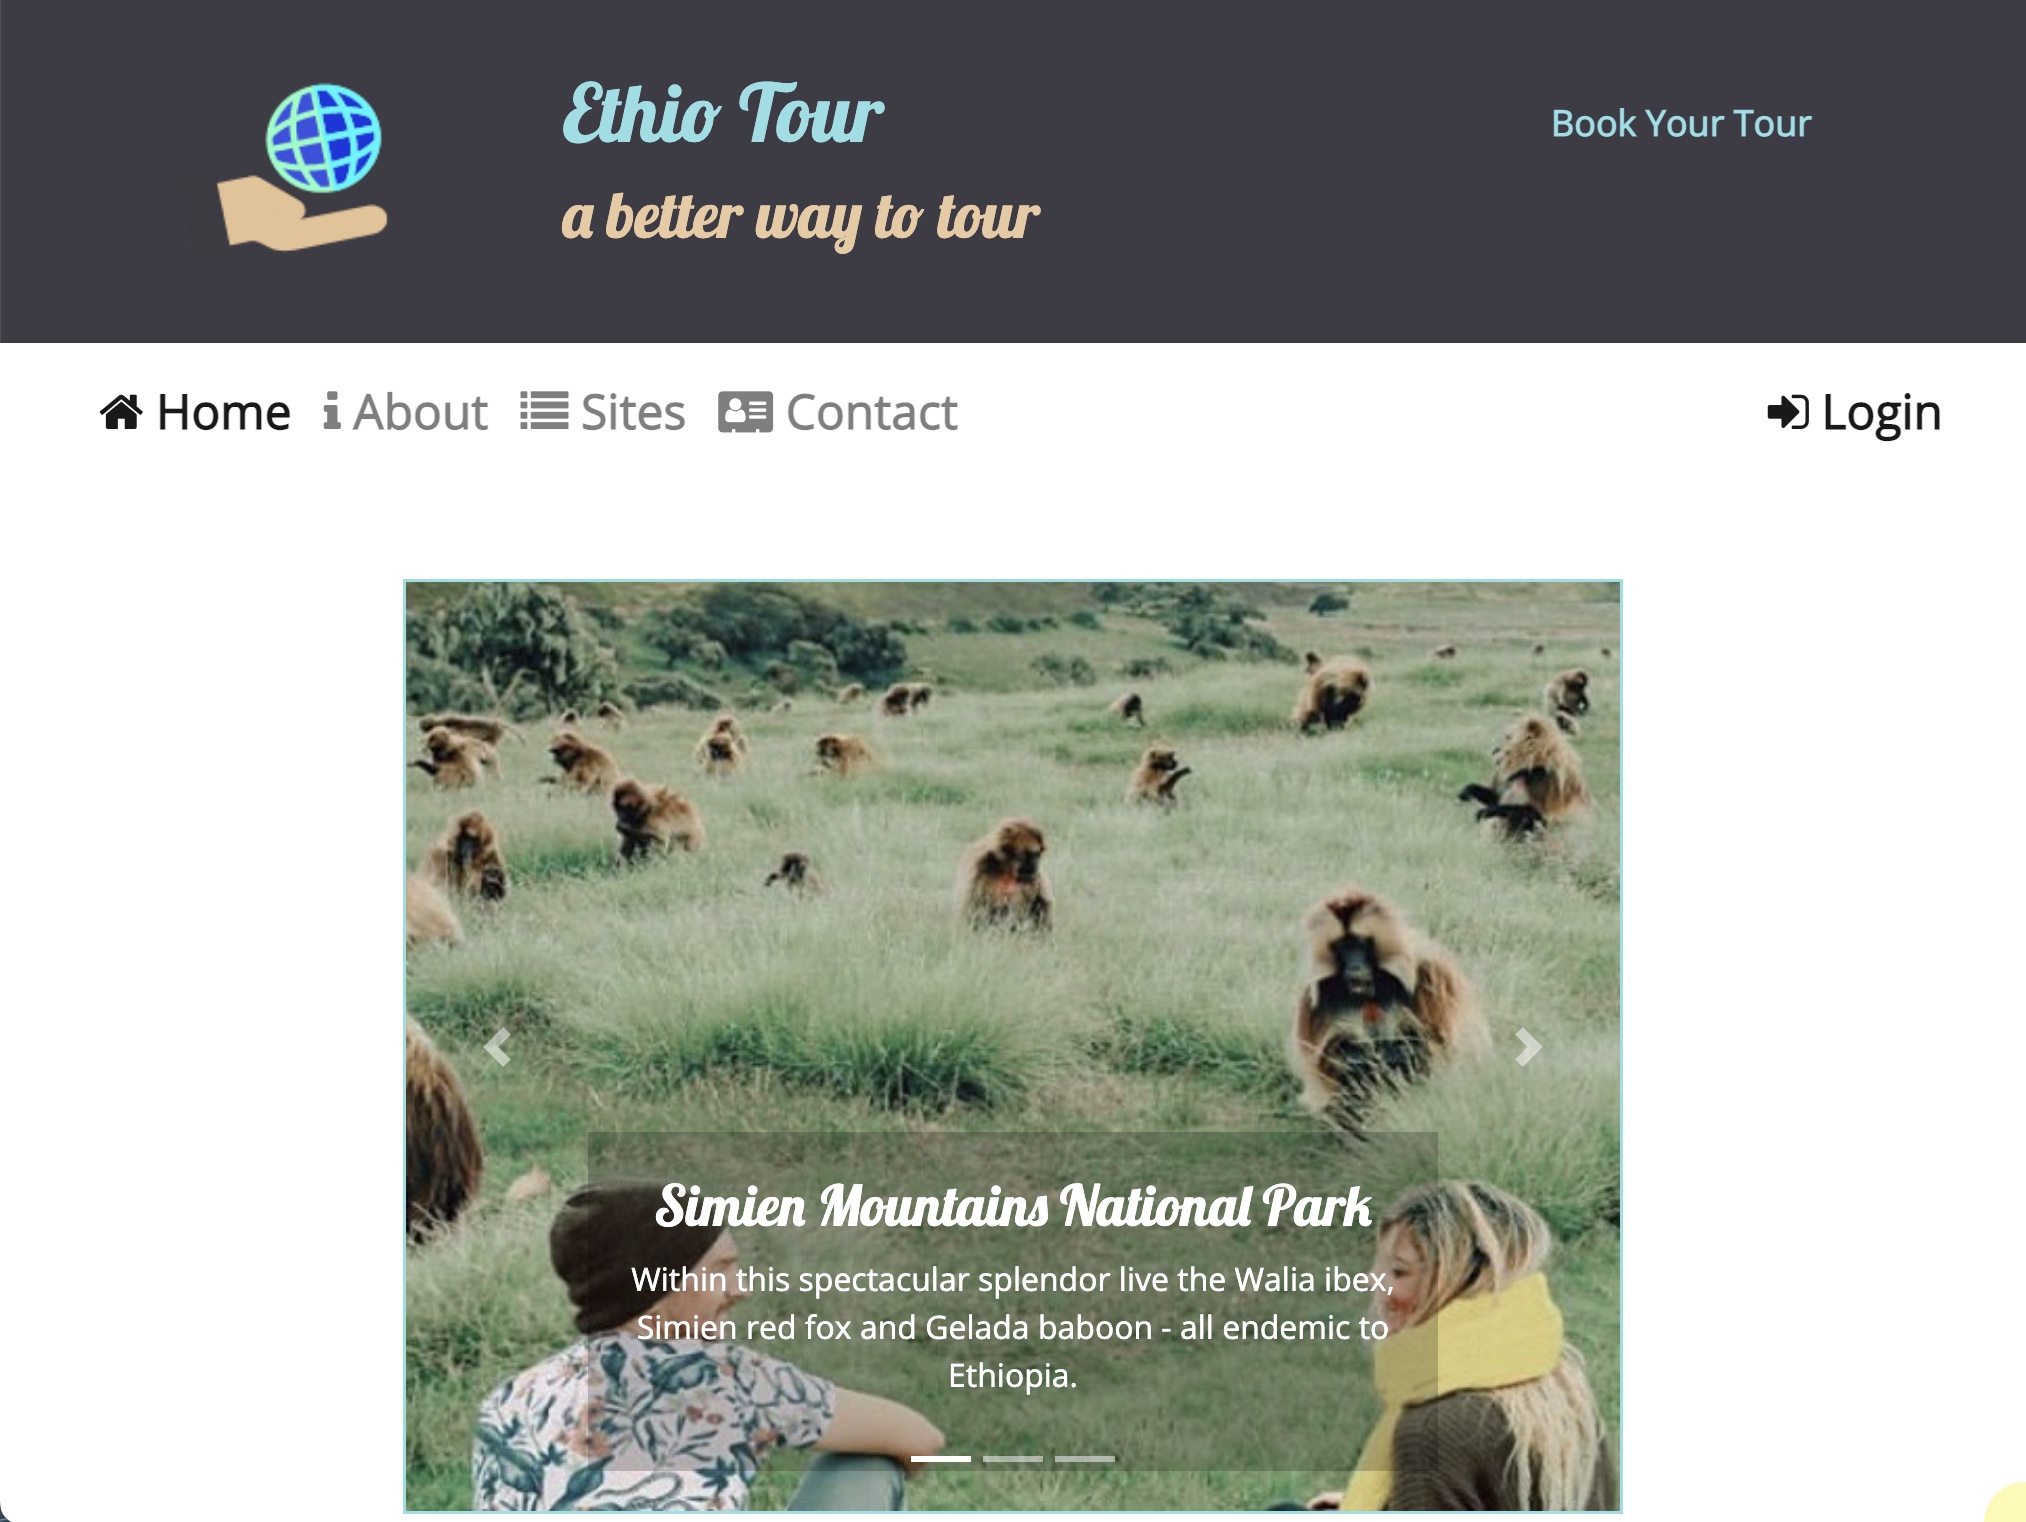 Ethio Tour
Book Your Tour
a better way to tour
Home About Sites Contact Login
Simien Mountains National Park
Within this spectacular splendor live the Walia ibex,
Simien red fox and Gelada baboon - all endemic to
Ethiopia.